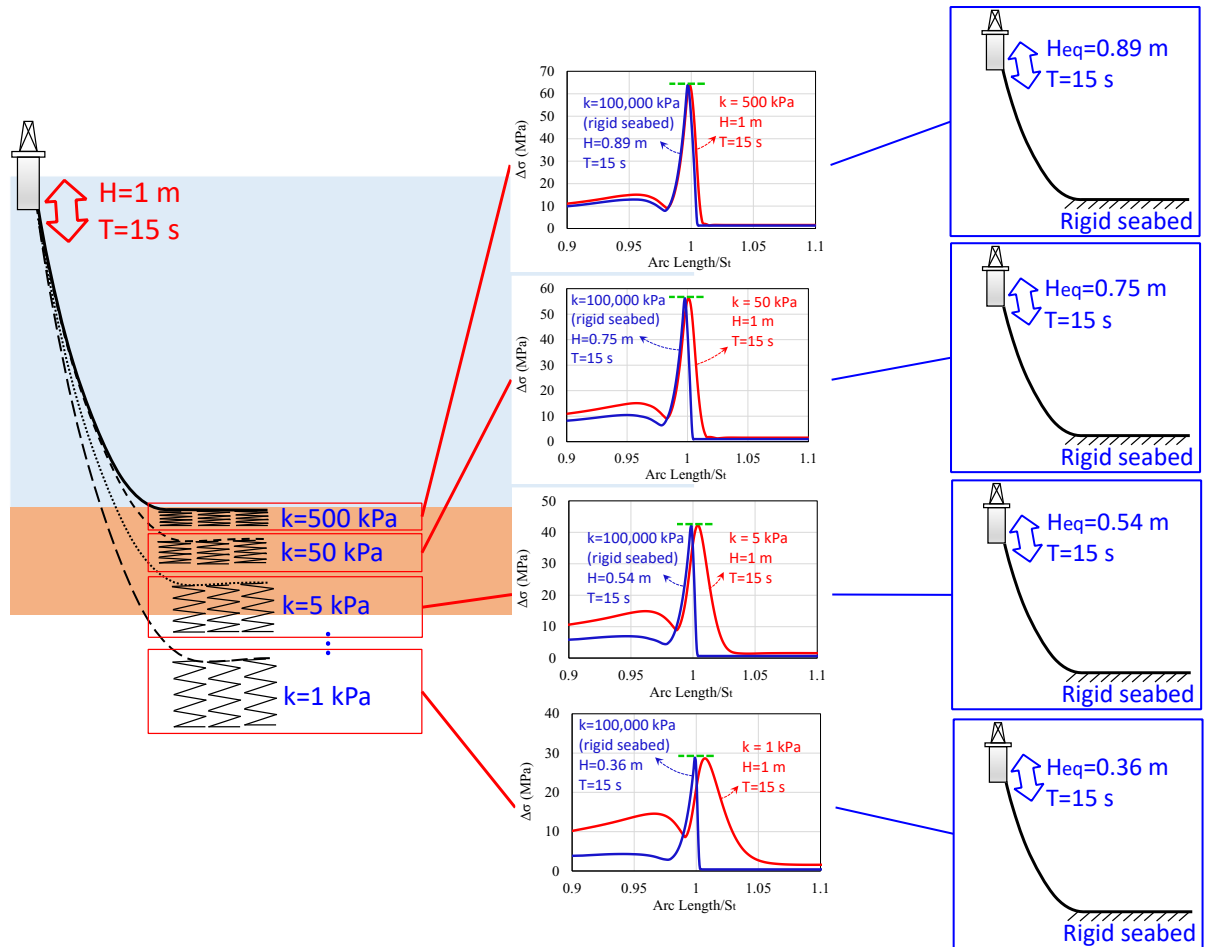 H=1 m
T=15 s
k=500 kPa
k=50 kPa
k=5 kPa
k=1 kPa
70
60
50
40
30
20
10
0
Δσ (MPa)
k=100,000 kPa
(rigid seabed)
H=0.89 m
T=15 s
k = 500 kPa
H=1 m
T=15 s
0.9 0.95 1 1.05 1.1
Arc Length/St
60
50
40
30
20
10
0
Δσ (MPa)
k=100,000 kPa
(rigid seabed)
H=0.75 m
T=15 s
k = 50 kPa
H=1 m
T=15 s
0.9 0.95 1 1.05 1.1
Arc Length/St
50
40
30
20
10
0
Δσ (MPa)
k=100,000 kPa
(rigid seabed)
H=0.54 m
T=15 s
k = 5 kPa
H=1 m
T=15 s
0.9 0.95 1 1.05 1.1
Arc Length/St
40
30
20
10
0
Δσ (MPa)
k=100,000 kPa
(rigid seabed)
H=0.36 m
T=15 s
k = 1 kPa
H=1 m
T=15 s
0.9 0.95 1 1.05 1.1
Arc Length/St
Heq=0.89 m
T=15 s
Rigid seabed
Heq=0.75 m
T=15 s
Rigid seabed
Heq=0.54 m
T=15 s
Rigid seabed
Heq=0.36 m
T=15 s
Rigid seabed